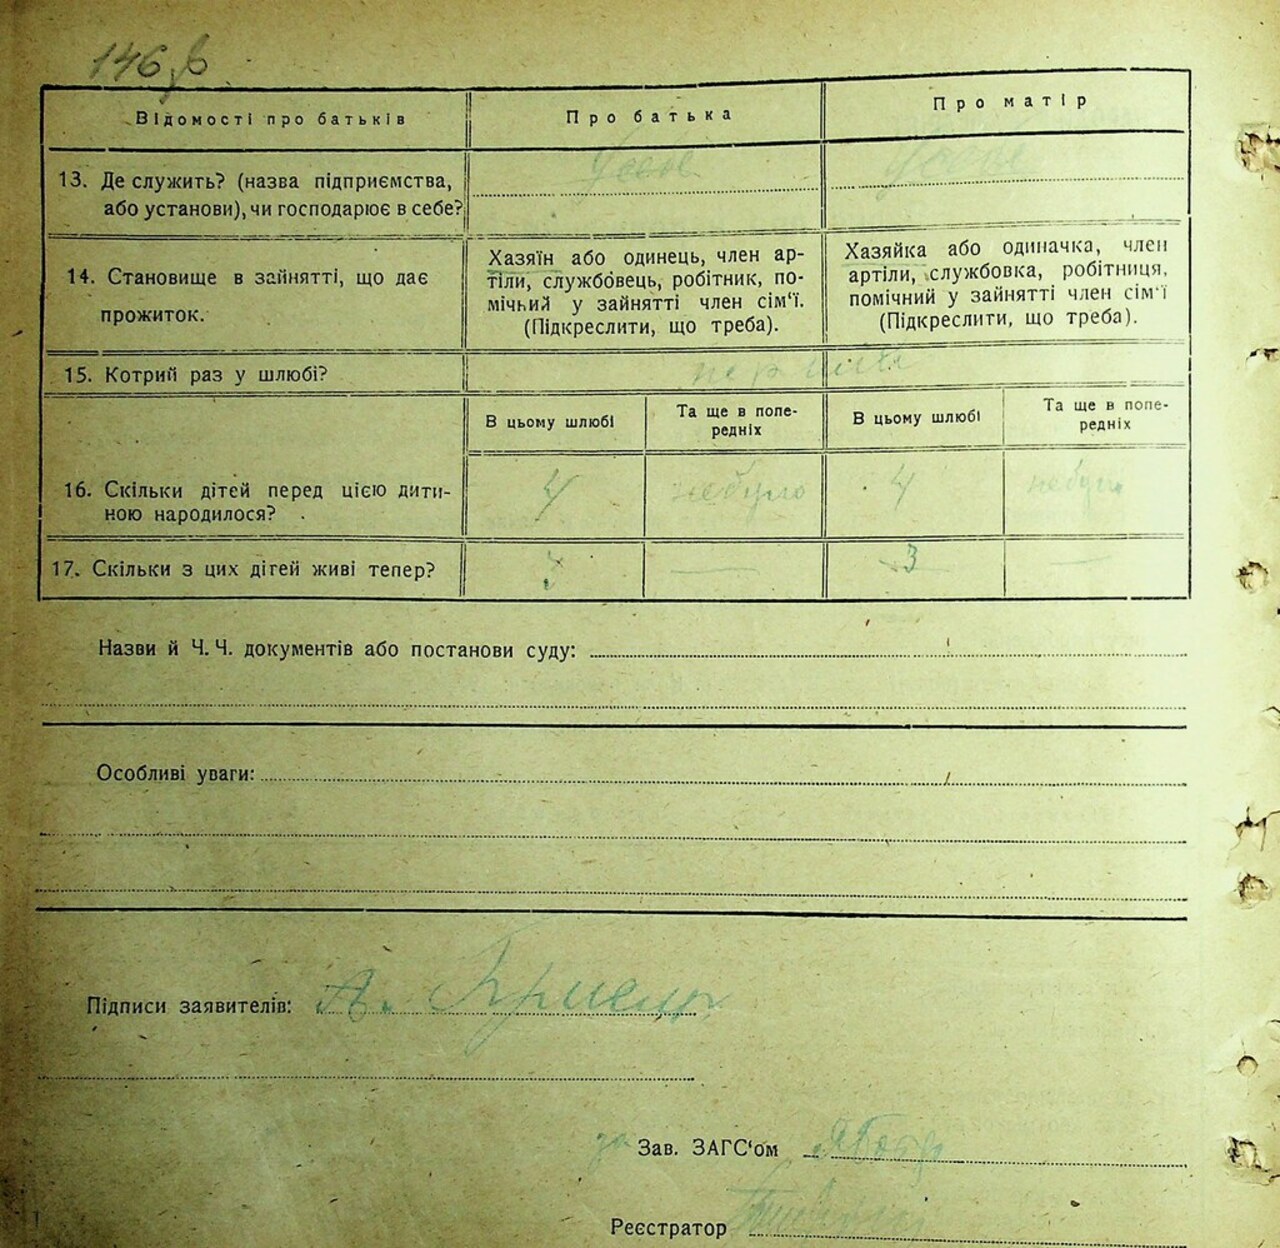 146
Відомості про батьків
Про батька
Про матір
13. Де служить? (назва підприємства,
або установи), чи господарює в себе?
14. Становище в зайнятті, що дає
прожиток.
Хазяїн або одинець, член ар-
тіли, службовець, робітник, по-
мічний у зайнятті член сім'ї.
(Підкреслити, що треба).
Хазяйка або одиначка, член
артіли, службовка, робітниця,
помічний у зайнятті член сім'ї
(Підкреслити, що треба).
15. Котрий раз у шлюбі?
В цьому шлюбі
Та ще в попе-
редніх
В цьому шлюбі
Та ще в попе-
редніх
16. Скільки дітей перед цією дити-
ною народилося?
4
небуло
4
небуло
17. Скільки з цих дітей живі тепер?
3
Назви й Ч.Ч. документів або постанови суду:
Особливі уваги:
Підписи заявителів: А.
за Зав. ЗАГС'ом
Реєстратор